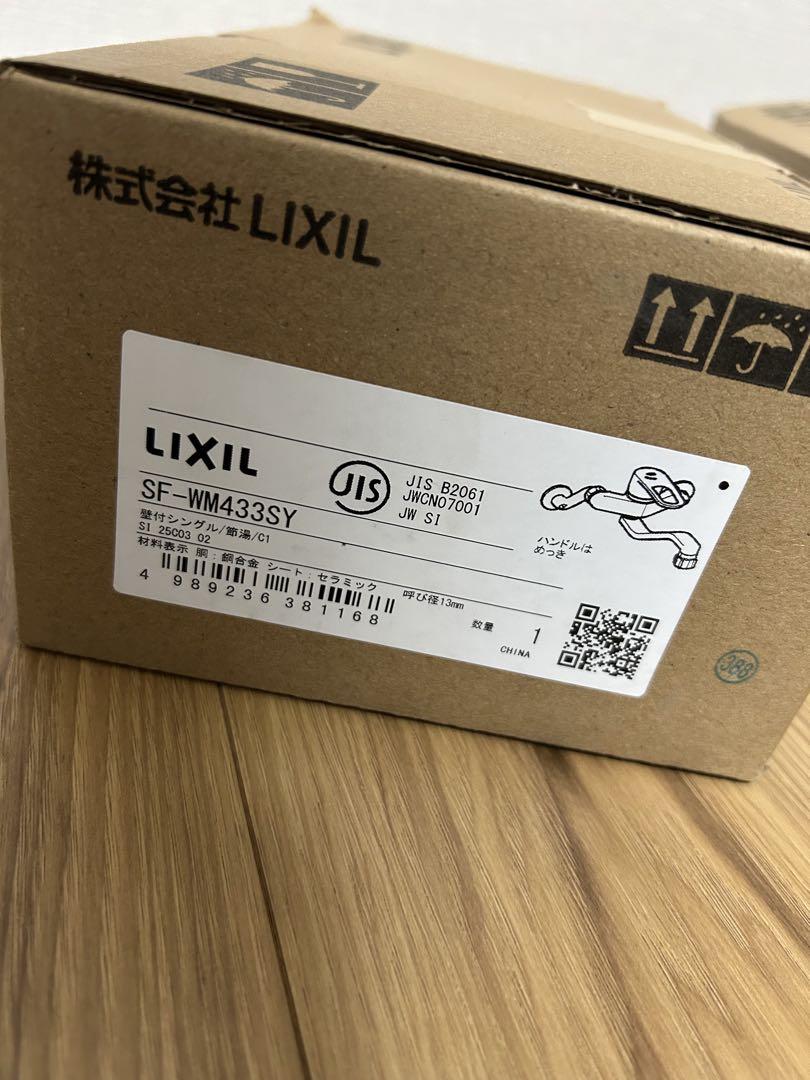 株式会社LIXIL
LIXIL
JIS
JIS B2061
JWCN07001
JW SI
SF-WM433SY
壁付シングル/節湯/C1
SI 25C03 02
材料表示 胴：銅合金 シート：セラミック
呼び径13mm
4 989236 381168
ハンドルは
めっき
数量 1
CHINA
388